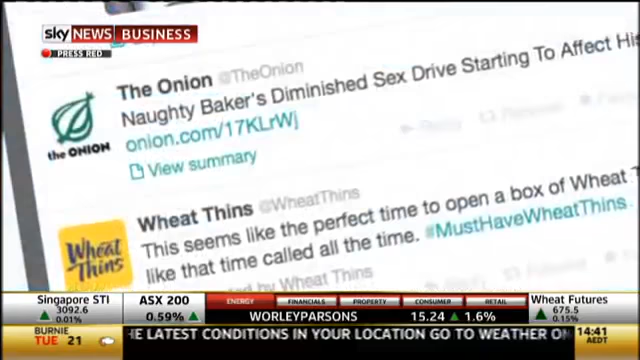 sky NEWS BUSINESS
PRESS RED
The Onion @TheOnion
Naughty Baker's Diminished Sex Drive Starting To Affect His
onion.com/17KLrWj
View summary
the ONION
Wheat Thins @WheatThins
This seems like the perfect time to open a box of Wheat T
like that time called all the time. #MustHaveWheatThins.
Wheat Thins
by Wheat Thins
Singapore STI 3092.6 0.01%
ASX 200 0.59%
ENERGY FINANCIALS PROPERTY CONSUMER RETAIL
WORLEYPARSONS 15.24 1.6%
Wheat Futures 675.5 0.15%
BURNIE TUE 21
HE LATEST CONDITIONS IN YOUR LOCATION GO TO WEATHER ON
14:41 AEDT